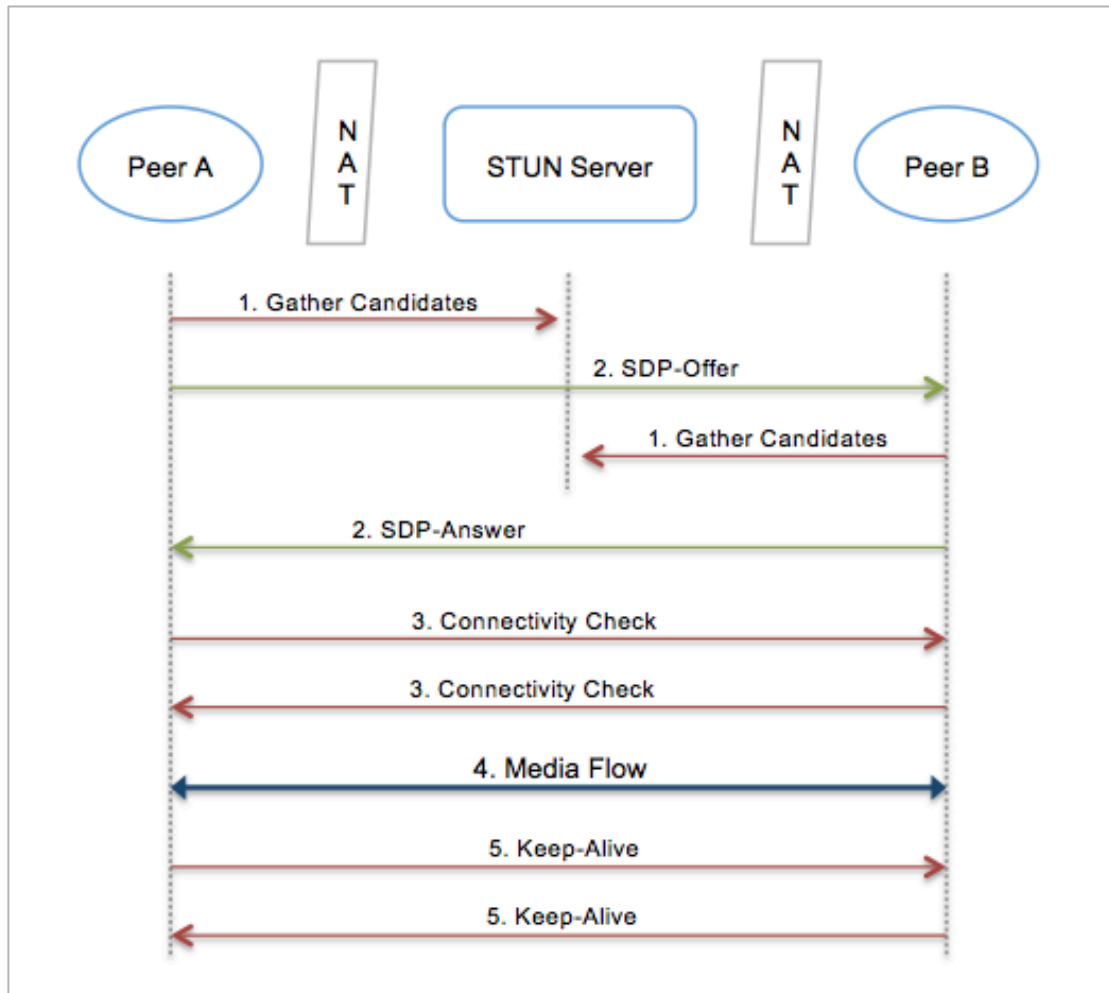 Peer A
N
A
T
STUN Server
N
A
T
Peer B
1. Gather Candidates
2. SDP-Offer
1. Gather Candidates
2. SDP-Answer
3. Connectivity Check
3. Connectivity Check
4. Media Flow
5. Keep-Alive
5. Keep-Alive